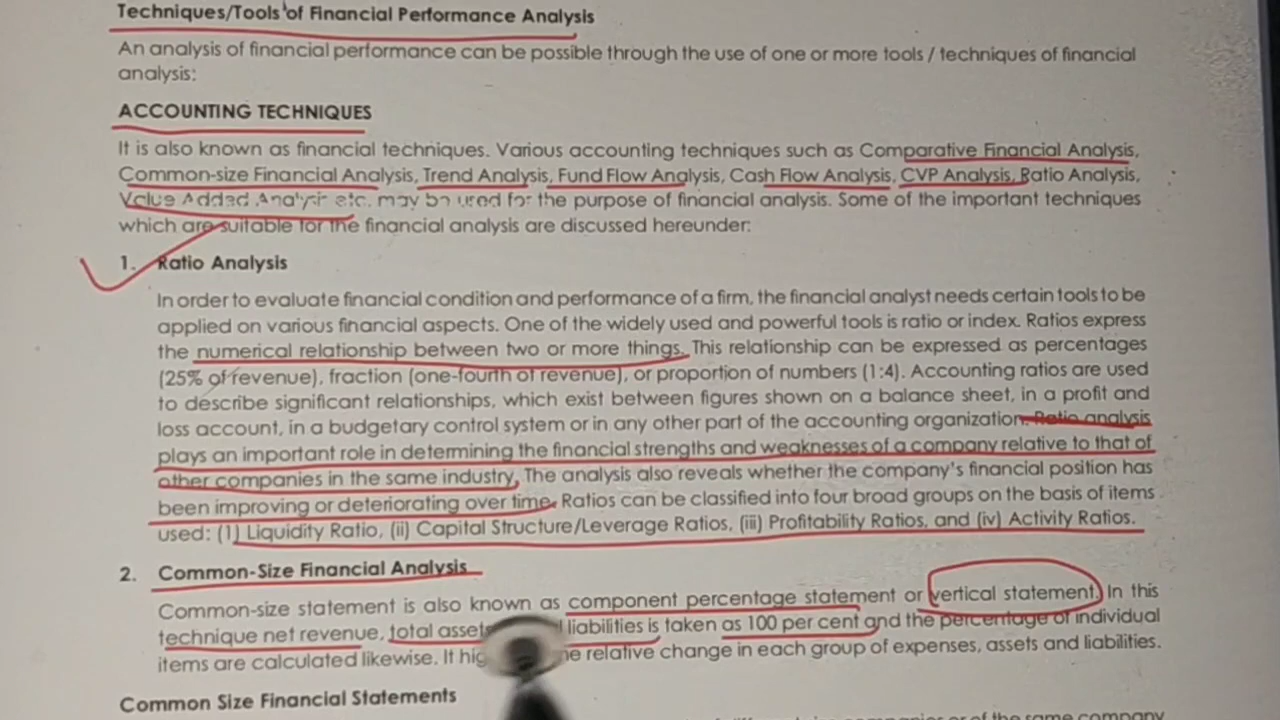 Techniques/Tools of Financial Performance Analysis
An analysis of financial performance can be possible through the use of one or more tools / techniques of financial
analysis:
ACCOUNTING TECHNIQUES
It is also known as financial techniques. Various accounting techniques such as Comparative Financial Analysis,
Common-size Financial Analysis, Trend Analysis, Fund Flow Analysis, Cash Flow Analysis, CVP Analysis, Ratio Analysis,
Value Added Analysis etc. may be used for the purpose of financial analysis. Some of the important techniques
which are suitable for the financial analysis are discussed hereunder:
1. Ratio Analysis
In order to evaluate financial condition and performance of a firm, the financial analyst needs certain tools to be
applied on various financial aspects. One of the widely used and powerful tools is ratio or index. Ratios express
the numerical relationship between two or more things. This relationship can be expressed as percentages
(25% of revenue), fraction (one-fourth of revenue), or proportion of numbers (1:4). Accounting ratios are used
to describe significant relationships, which exist between figures shown on a balance sheet, in a profit and
loss account, in a budgetary control system or in any other part of the accounting organization. Ratio analysis
plays an important role in determining the financial strengths and weaknesses of a company relative to that of
other companies in the same industry. The analysis also reveals whether the company's financial position has
been improving or deteriorating over time. Ratios can be classified into four broad groups on the basis of items
used: (1) Liquidity Ratio, (ii) Capital Structure/Leverage Ratios, (iii) Profitability Ratios, and (iv) Activity Ratios.
2. Common-Size Financial Analysis
Common-size statement is also known as component percentage statement or vertical statement. In this
technique net revenue, total assets liabilities is taken as 100 per cent and the percentage of individual
items are calculated likewise. It relative change in each group of expenses, assets and liabilities.
Common Size Financial Statements
of the same company